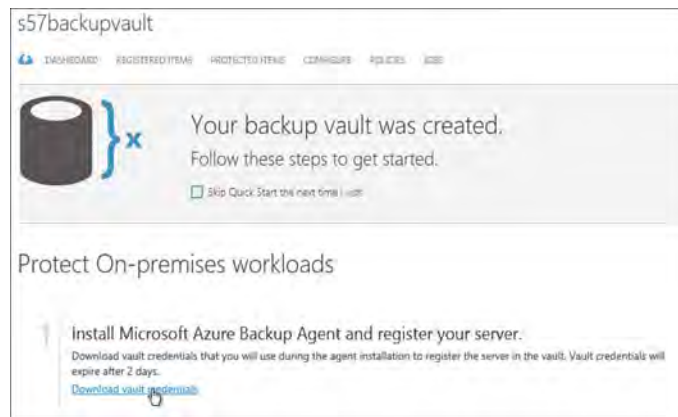 s57backupvault
DASHBOARD REGISTERED ITEMS PROTECTED ITEMS CONFIGURE POLICIES JOBS
Your backup vault was created.
Follow these steps to get started.
Skip Quick Start the next time I visit
Protect On-premises workloads
1 Install Microsoft Azure Backup Agent and register your server.
Download vault credentials that you will use during the agent installation to register the server in the vault. Vault credentials will
expire after 2 days.
Download vault credentials